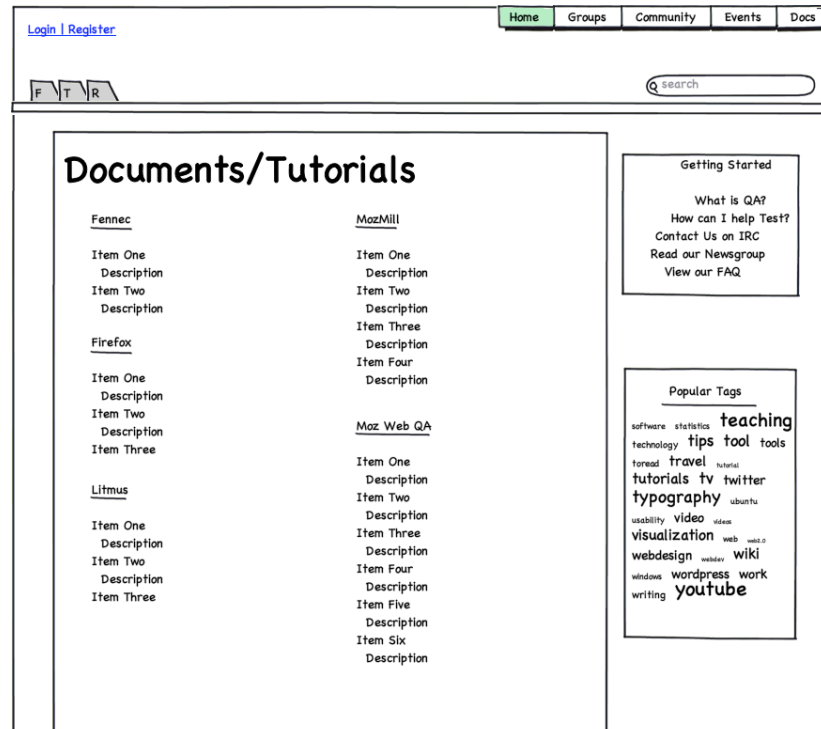 Login | Register
Home Groups Community Events Docs
F T R
search
Documents/Tutorials
Fennec
Item One
Description
Item Two
Description
Firefox
Item One
Description
Item Two
Description
Item Three
Litmus
Item One
Description
Item Two
Description
Item Three
MozMill
Item One
Description
Item Two
Description
Item Three
Description
Item Four
Description
Moz Web QA
Item One
Description
Item Two
Description
Item Three
Description
Item Four
Description
Item Five
Description
Item Six
Description
Getting Started
What is QA?
How can I help Test?
Contact Us on IRC
Read our Newsgroup
View our FAQ
Popular Tags
software statistics teaching
technology tips tool tools
toread travel tutorial
tutorials tv twitter
typography ubuntu
usability video videos
visualization web web2.0
webdesign webdev wiki
windows wordpress work
writing youtube